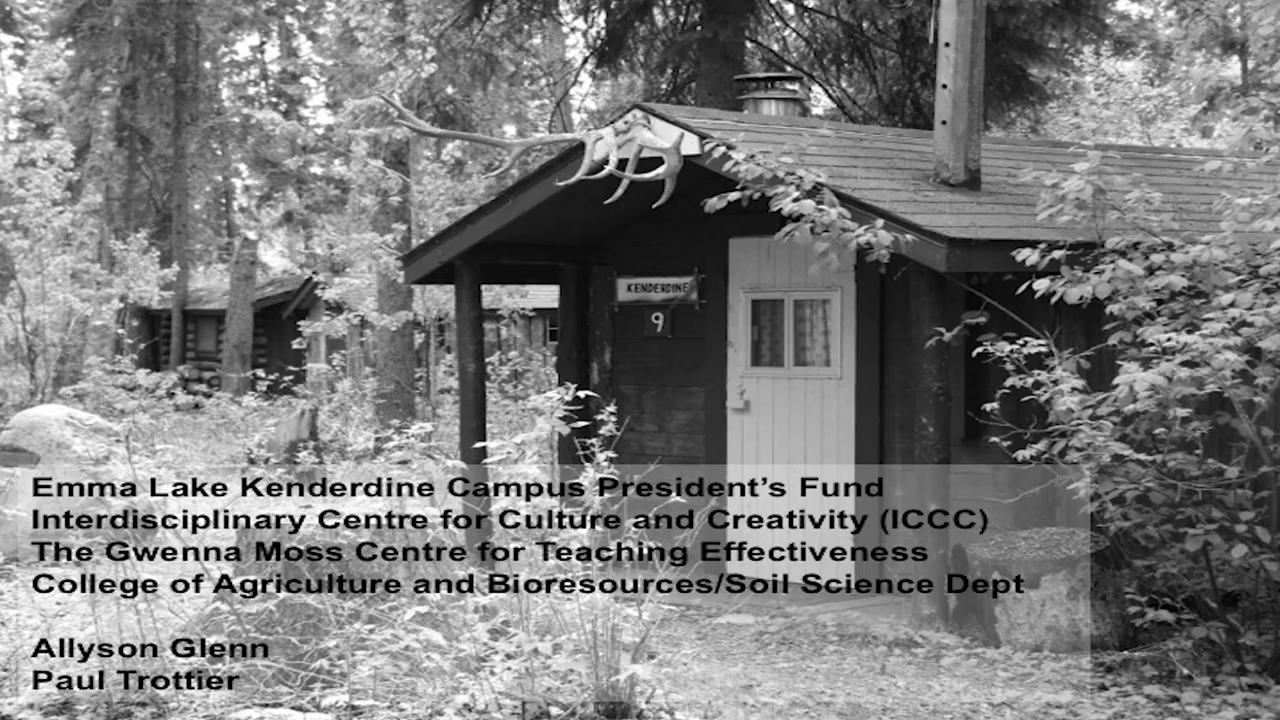 KENDERDINE
9
Emma Lake Kenderdine Campus President's Fund
Interdisciplinary Centre for Culture and Creativity (ICCC)
The Gwenna Moss Centre for Teaching Effectiveness
College of Agriculture and Bioresources/Soil Science Dept
Allyson Glenn
Paul Trottier